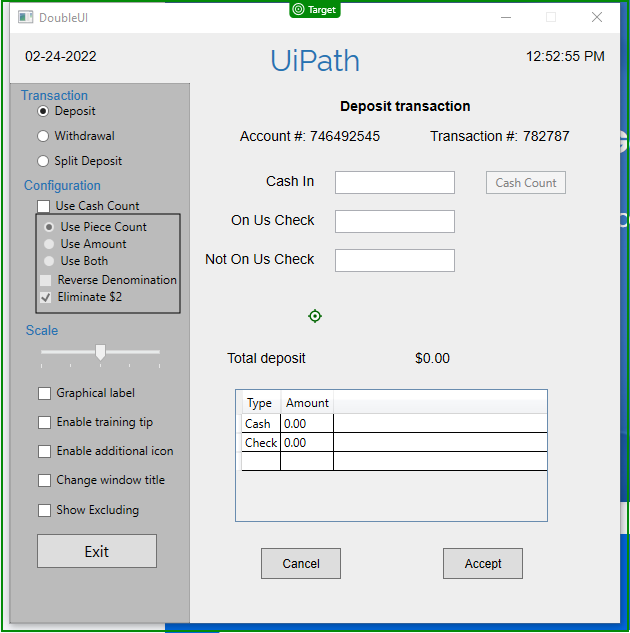 Target
DoubleUI
02-24-2022
UiPath
12:52:55 PM
Transaction
Deposit
Withdrawal
Split Deposit
Configuration
Use Cash Count
Use Piece Count
Use Amount
Use Both
Reverse Denomination
Eliminate $2
Scale
Graphical label
Enable training tip
Enable additional icon
Change window title
Show Excluding
Exit
Deposit transaction
Account #: 746492545 Transaction #: 782787
Cash In
Cash Count
On Us Check
Not On Us Check
Total deposit $0.00
Type Amount
Cash 0.00
Check 0.00
Cancel Accept